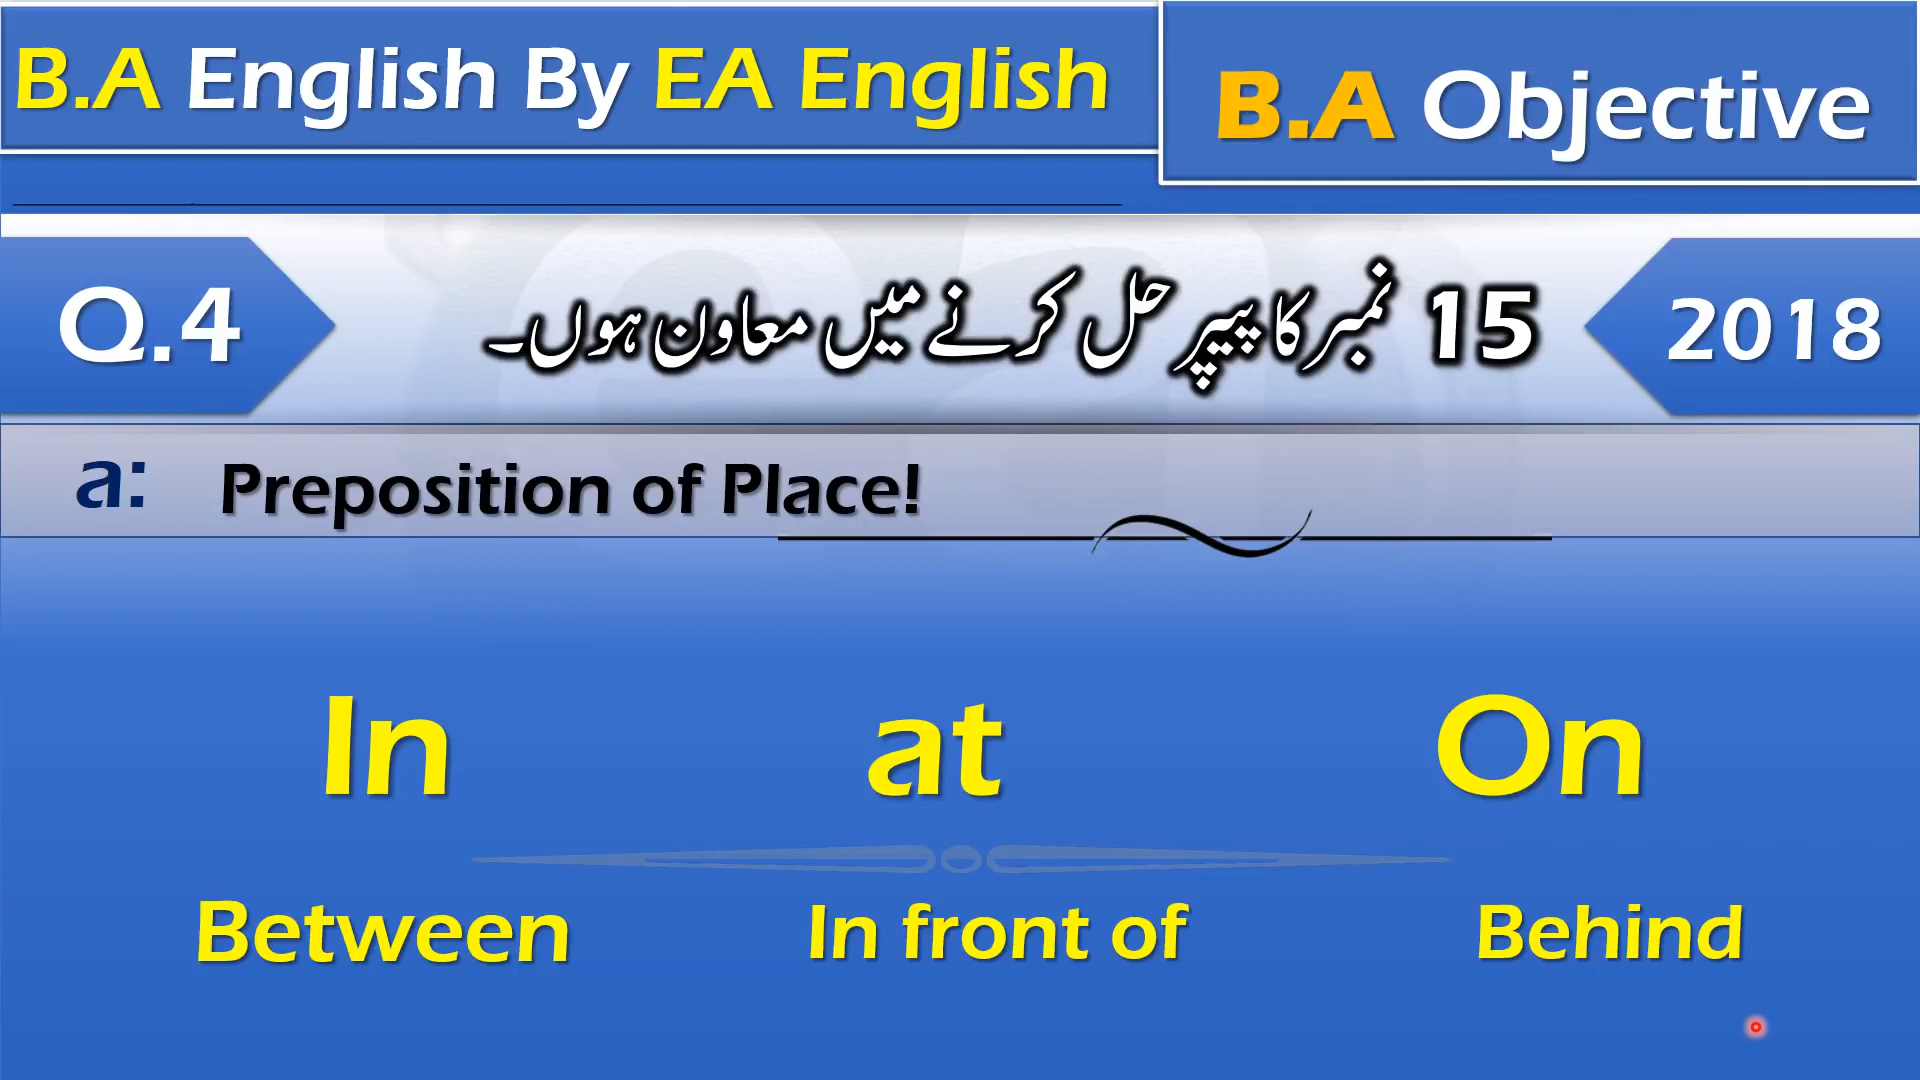 B.A English By EA English
B.A Objective
Q.4
15 نمبر کا پیپر حل کرنے میں معاون ہوں۔
2018
a: Preposition of Place!
In at On
Between In front of Behind